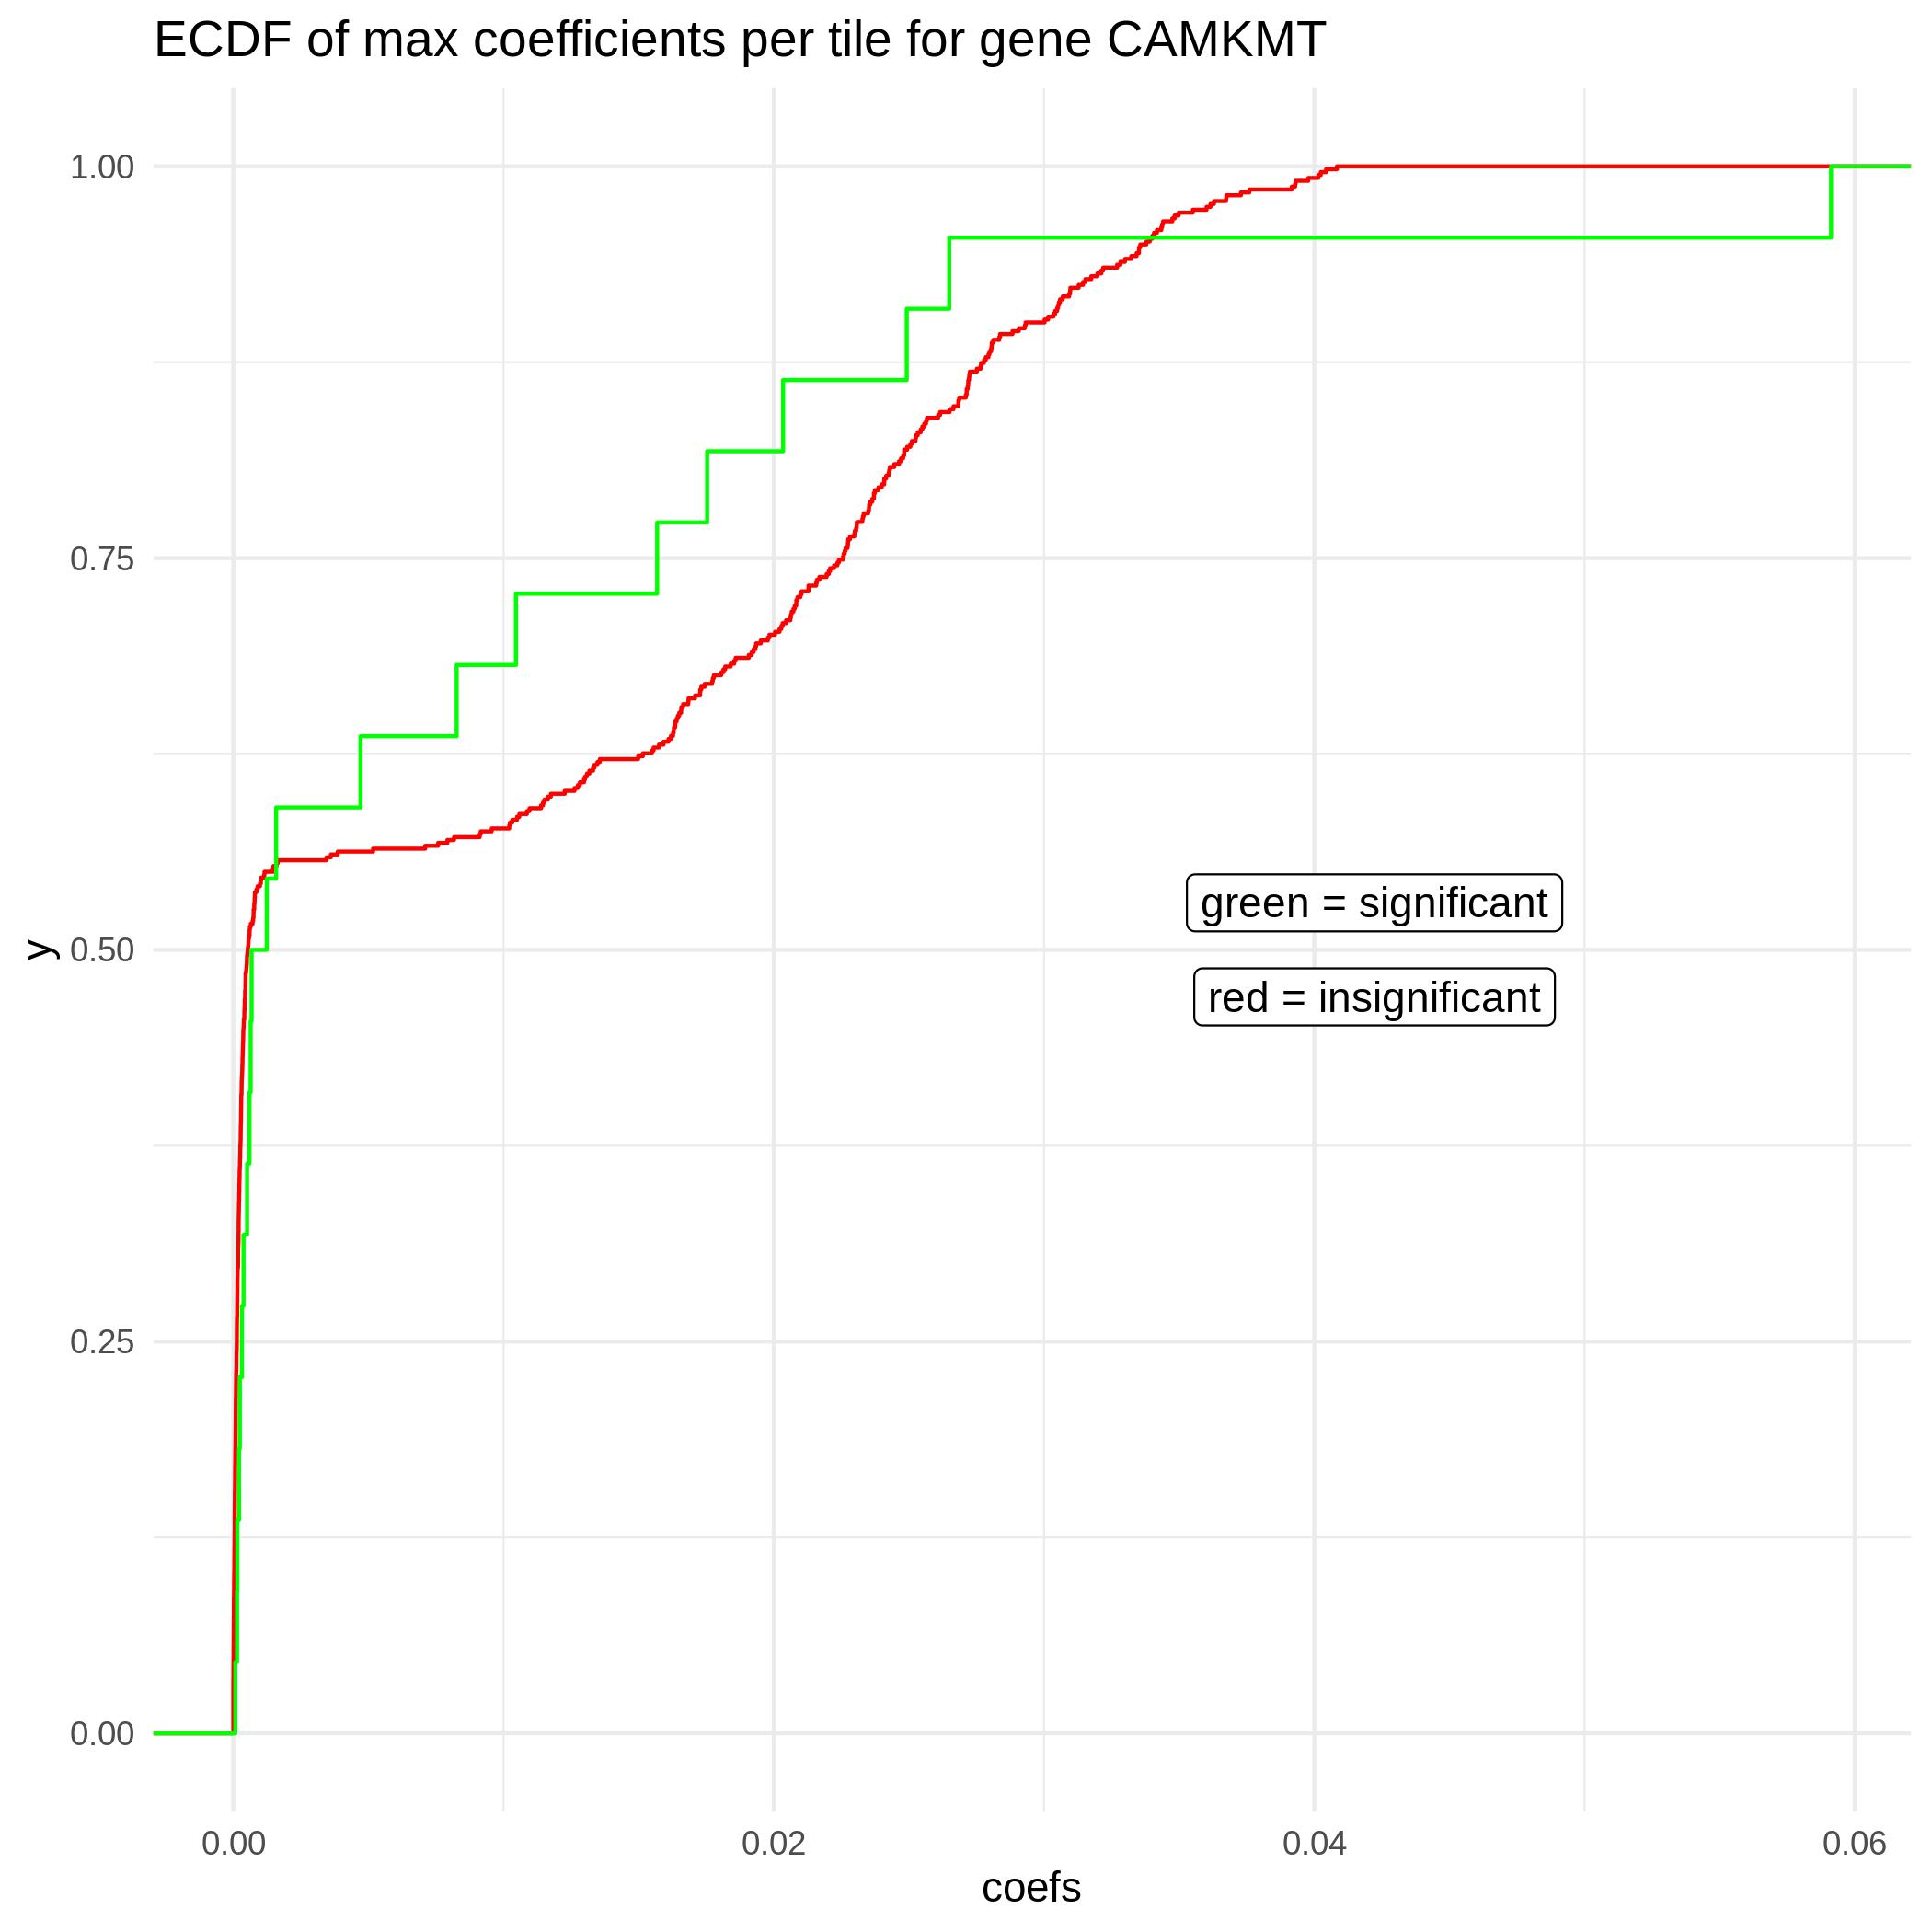 ECDF of max coefficients per tile for gene CAMKMT
1.00
0.75
0.50
0.25
0.00
y
green = significant
red = insignificant
0.00
0.02
0.04
0.06
coefs